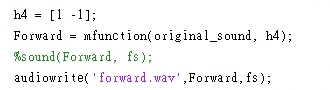 h4 = [1 -1];
Forward = mfunction(original_sound, h4);
%sound(Forward, fs);
audiowrite('forward.wav',Forward,fs);